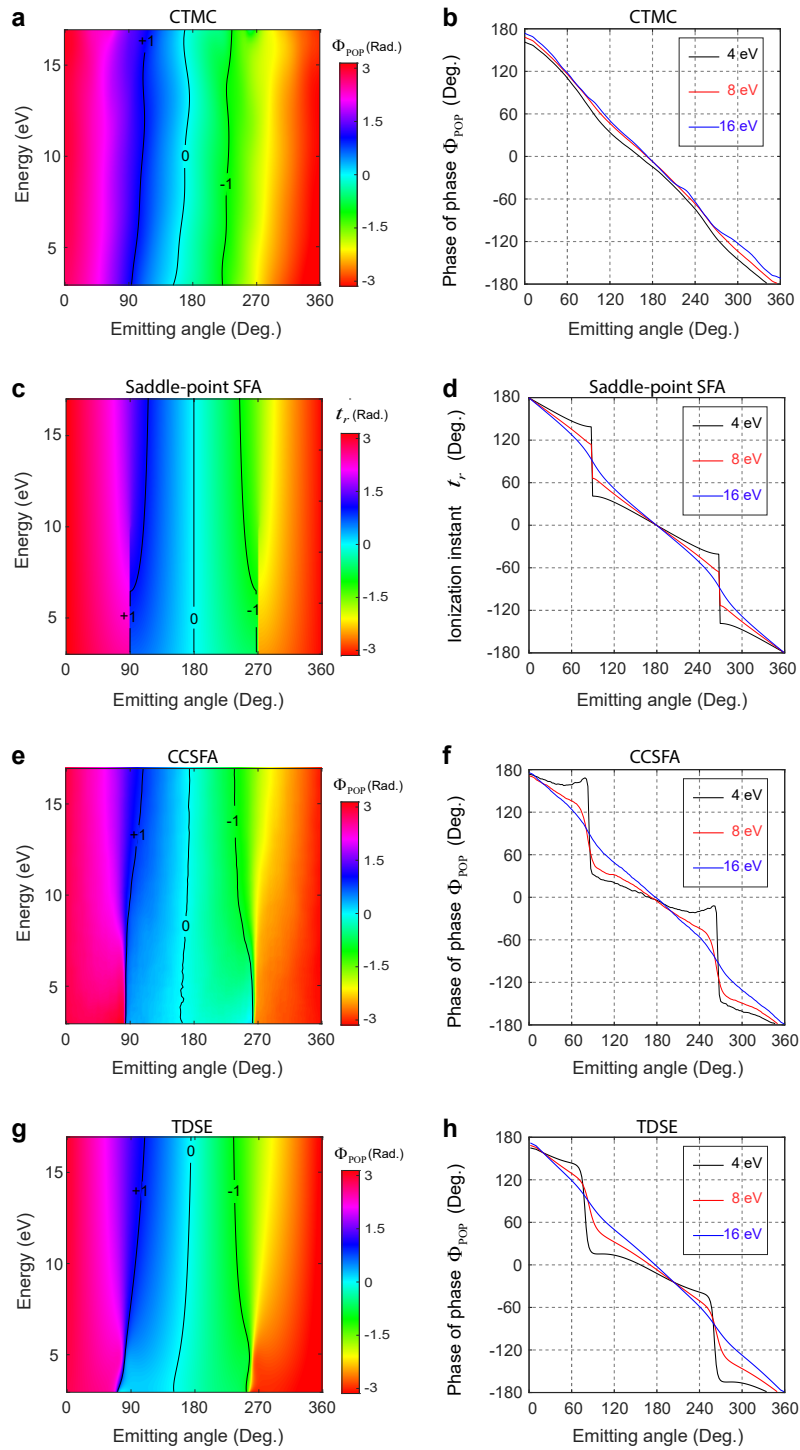 a
CTMC
Φ_POP (Rad.)
Energy (eV)
15
10
5
+1
0
-1
3
1.5
0
-1.5
-3
0 90 180 270 360
Emitting angle (Deg.)
b
CTMC
Phase of phase Φ_POP (Deg.)
180
120
60
0
-60
-120
-180
4 eV
8 eV
16 eV
0 60 120 180 240 300 360
Emitting angle (Deg.)
c
Saddle-point SFA
t_r (Rad.)
Energy (eV)
15
10
5
+1
0
-1
3
1.5
0
-1.5
-3
0 90 180 270 360
Emitting angle (Deg.)
d
Saddle-point SFA
Ionization instant t_r (Deg.)
180
120
60
0
-60
-120
-180
4 eV
8 eV
16 eV
0 60 120 180 240 300 360
Emitting angle (Deg.)
e
CCSFA
Φ_POP (Rad.)
Energy (eV)
15
10
5
+1
0
-1
3
1.5
0
-1.5
-3
0 90 180 270 360
Emitting angle (Deg.)
f
CCSFA
Phase of phase Φ_POP (Deg.)
180
120
60
0
-60
-120
-180
4 eV
8 eV
16 eV
0 60 120 180 240 300 360
Emitting angle (Deg.)
g
TDSE
Φ_POP (Rad.)
Energy (eV)
15
10
5
+1
0
-1
3
1.5
0
-1.5
-3
0 90 180 270 360
Emitting angle (Deg.)
h
TDSE
Phase of phase Φ_POP (Deg.)
180
120
60
0
-60
-120
-180
4 eV
8 eV
16 eV
0 60 120 180 240 300 360
Emitting angle (Deg.)